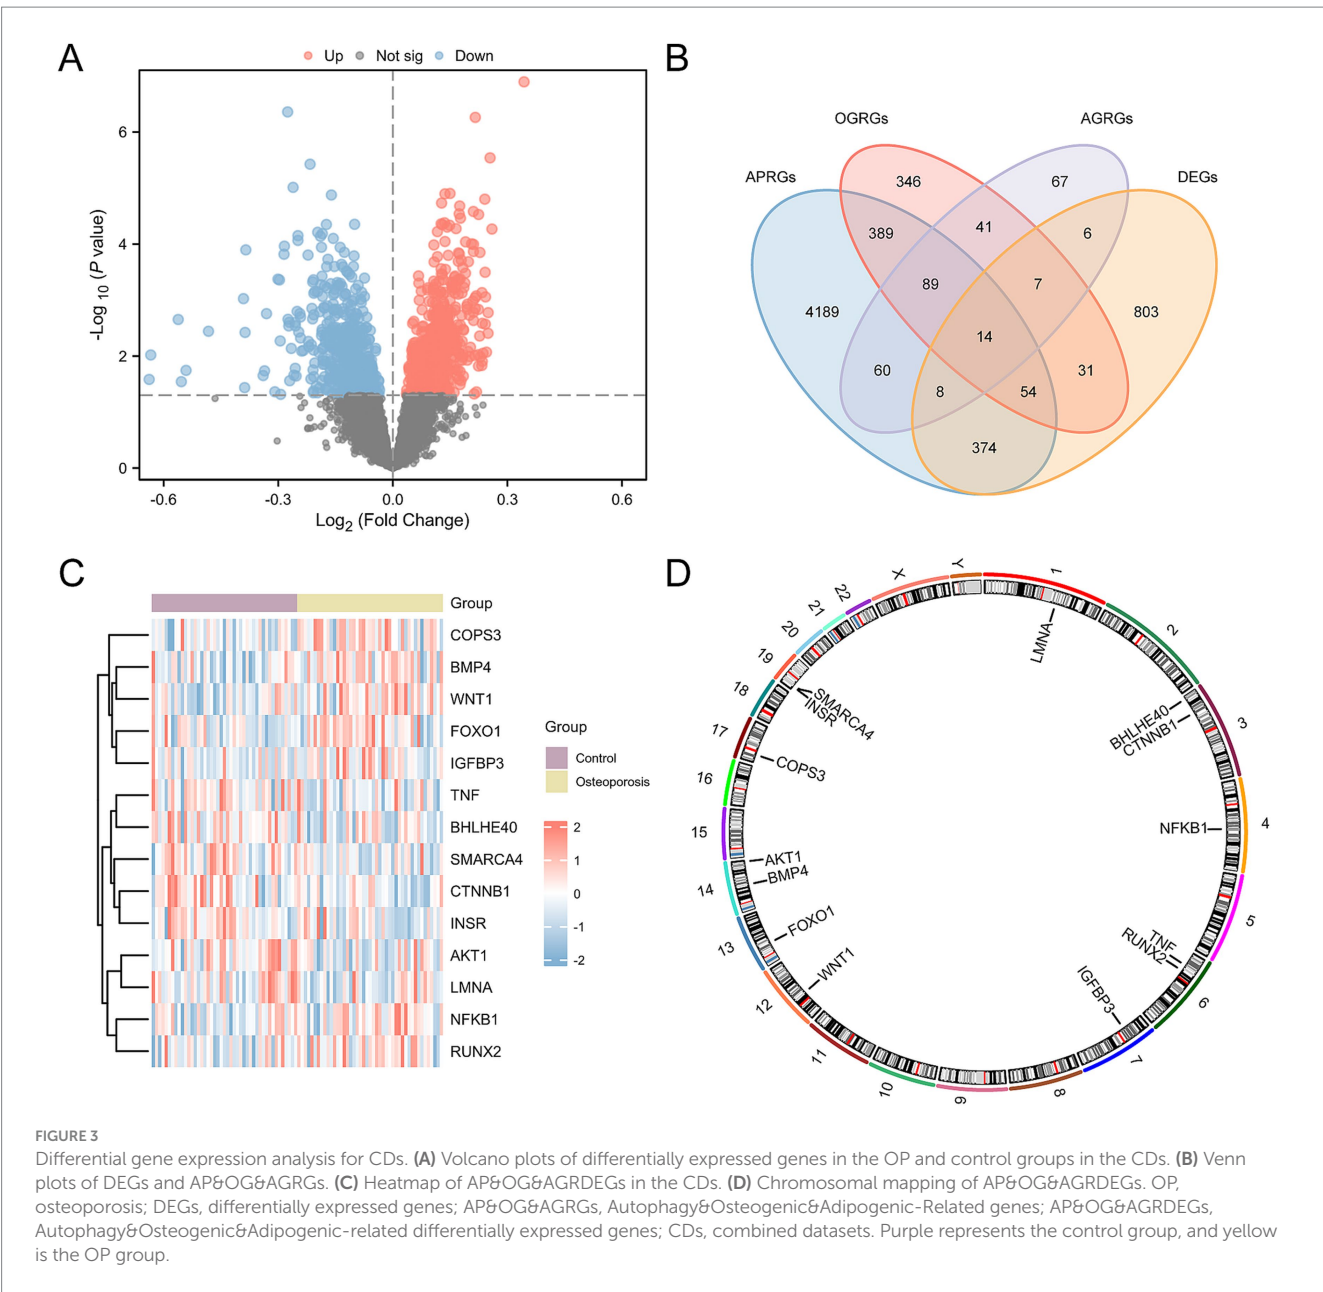 A
Up Not sig Down
-Log 10 (P value)
6
4
2
0
-0.6 -0.3 0.0 0.3 0.6
Log2 (Fold Change)
B
OGRGs AGRGs
APRGs DEGs
346 67
389 41 6
89 7
4189 803
14
60 31
8 54
374
C
Group
COPS3
BMP4
WNT1
FOXO1
IGFBP3
TNF
BHLHE40
SMARCA4
CTNNB1
INSR
AKT1
LMNA
NFKB1
RUNX2
Group
Control
Osteoporosis
2
1
0
-1
-2
D
1
2
3
4
5
6
7
8
9
10
11
12
13
14
15
16
17
18
19
20
21
22
X
Y
LMNA
BHLHE40
CTNNB1
NFKB1
TNF
RUNX2
IGFBP3
WNT1
FOXO1
BMP4
AKT1
COPS3
INSR
SMARCA4
FIGURE 3
Differential gene expression analysis for CDs. (A) Volcano plots of differentially expressed genes in the OP and control groups in the CDs. (B) Venn
plots of DEGs and AP&OG&AGRGs. (C) Heatmap of AP&OG&AGRDEGs in the CDs. (D) Chromosomal mapping of AP&OG&AGRDEGs. OP,
osteoporosis; DEGs, differentially expressed genes; AP&OG&AGRGs, Autophagy&Osteogenic&Adipogenic-Related genes; AP&OG&AGRDEGs,
Autophagy&Osteogenic&Adipogenic-related differentially expressed genes; CDs, combined datasets. Purple represents the control group, and yellow
is the OP group.